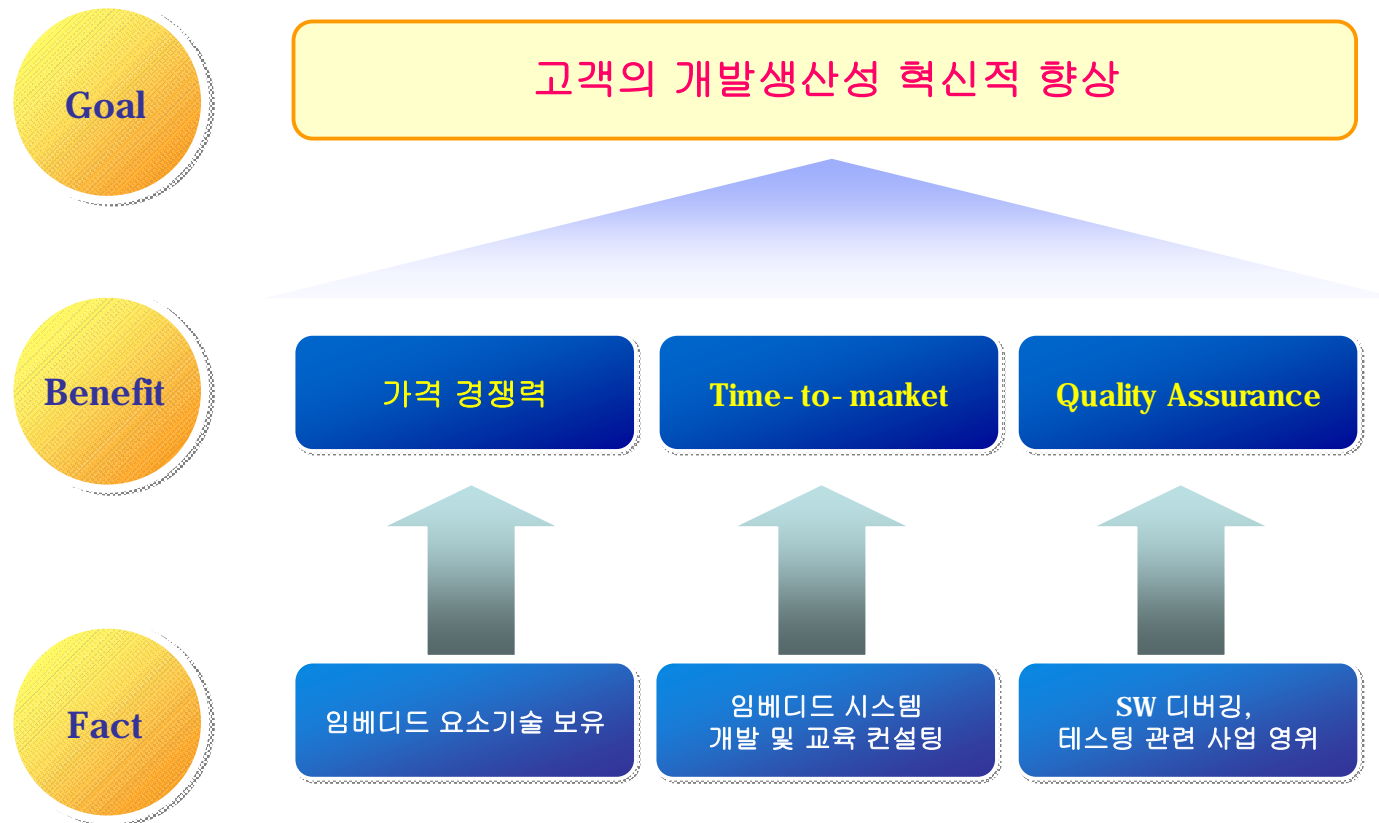 Goal
고객의 개발생산성 혁신적 향상
Benefit
가격 경쟁력
Time-to-market
Quality Assurance
Fact
임베디드 요소기술 보유
임베디드 시스템
개발 및 교육 컨설팅
SW 디버깅,
테스팅 관련 사업 영위